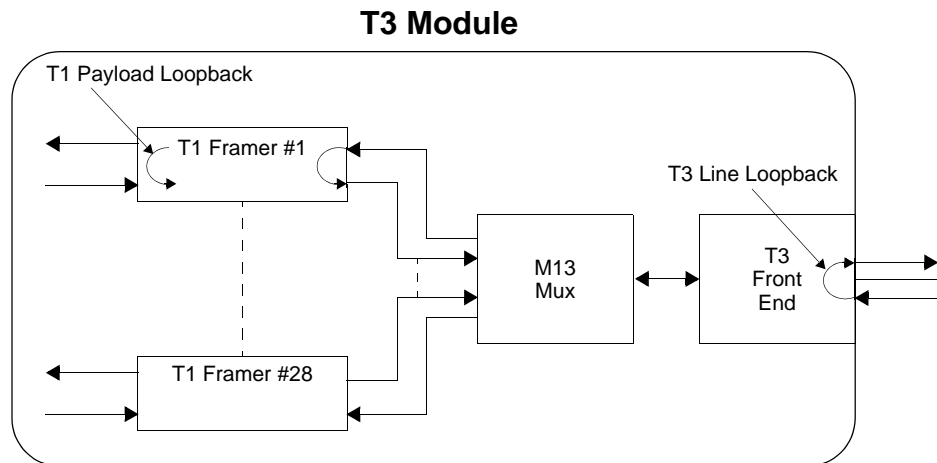 T3 Module
T1 Payload Loopback
T1 Framer #1
T3 Line Loopback
M13
Mux
T3
Front
End
T1 Framer #28